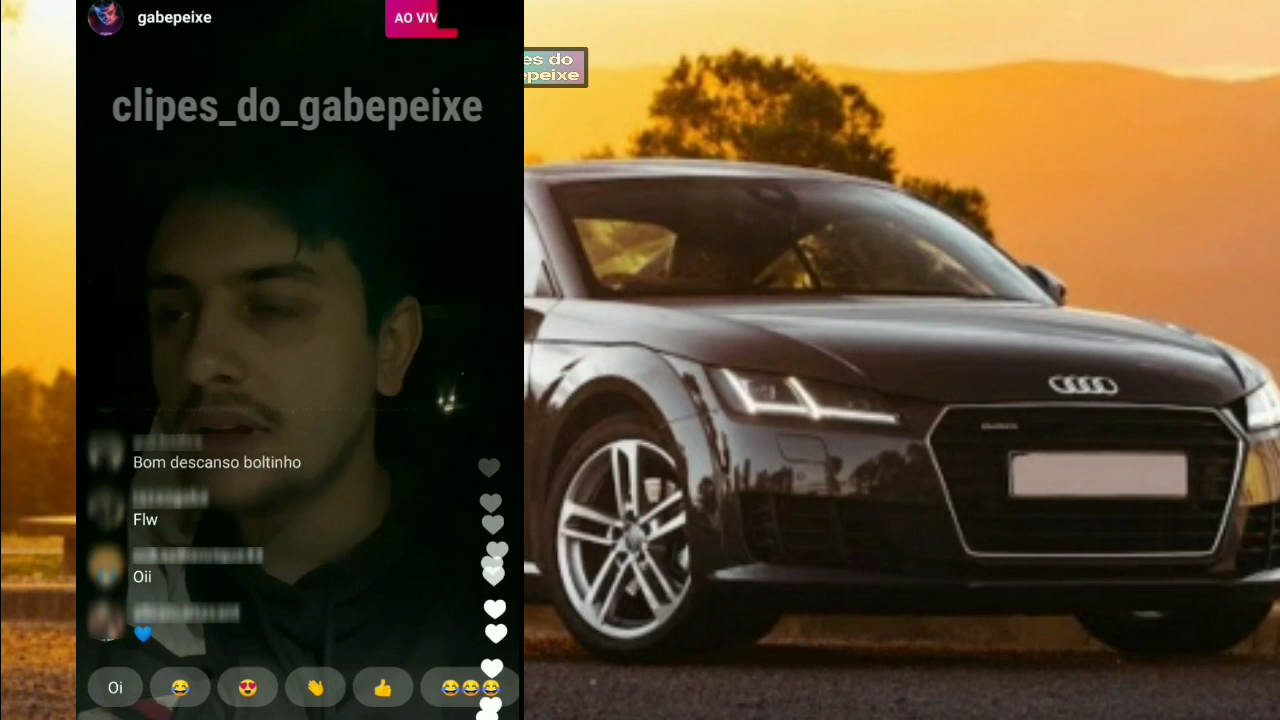 gabepeixe
AO VIV
es do
epeixe
clipes_do_gabepeixe
Bom descanso boltinho
Flw
Oii
Oi